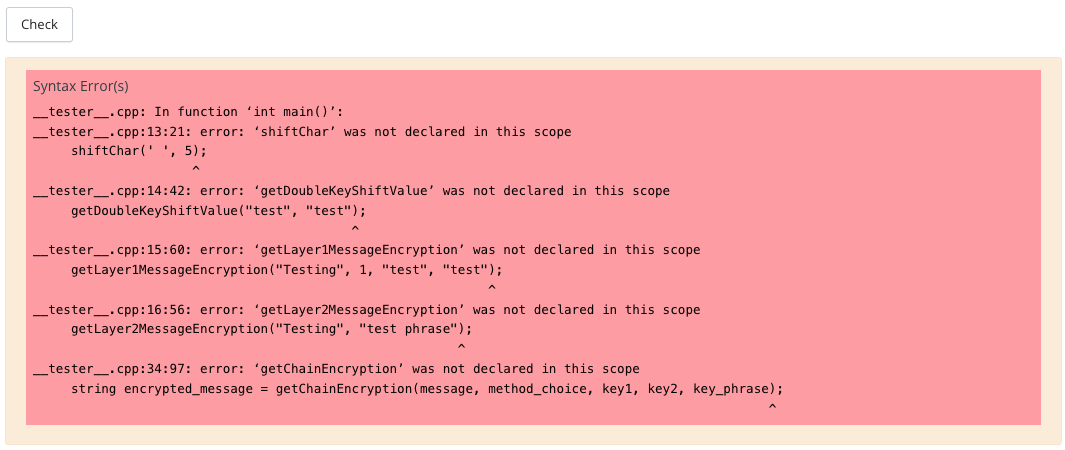 Check
Syntax Error(s)
__tester__.cpp: In function ‘int main()’:
__tester__.cpp:13:21: error: ‘shiftChar’ was not declared in this scope
     shiftChar(' ', 5);
                     ^
__tester__.cpp:14:42: error: ‘getDoubleKeyShiftValue’ was not declared in this scope
     getDoubleKeyShiftValue("test", "test");
                                          ^
__tester__.cpp:15:60: error: ‘getLayer1MessageEncryption’ was not declared in this scope
     getLayer1MessageEncryption("Testing", 1, "test", "test");
                                                            ^
__tester__.cpp:16:56: error: ‘getLayer2MessageEncryption’ was not declared in this scope
     getLayer2MessageEncryption("Testing", "test phrase");
                                                        ^
__tester__.cpp:34:97: error: ‘getChainEncryption’ was not declared in this scope
     string encrypted_message = getChainEncryption(message, method_choice, key1, key2, key_phrase);
                                                                                                 ^